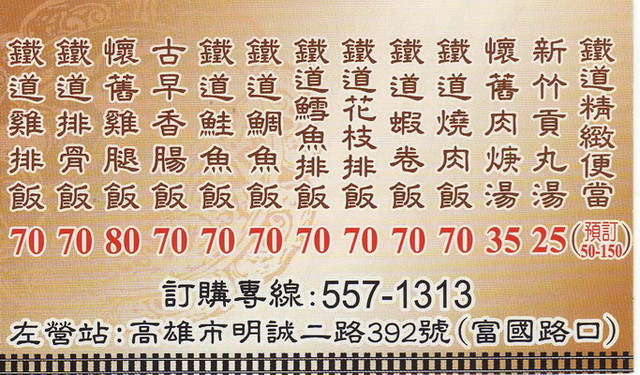 鐵道精緻便當
(預訂
50-150)
新竹貢丸湯
25
懷舊肉焿湯
35
鐵道燒肉飯
70
鐵道蝦卷飯
70
鐵道花枝排飯
70
鐵道鱈魚排飯
70
鐵道鯛魚飯
70
鐵道鮭魚飯
70
古早香腸飯
70
懷舊雞腿飯
80
鐵道排骨飯
70
鐵道雞排飯
70
訂購專線:557-1313
左營站:高雄市明誠二路392號(富國路口)